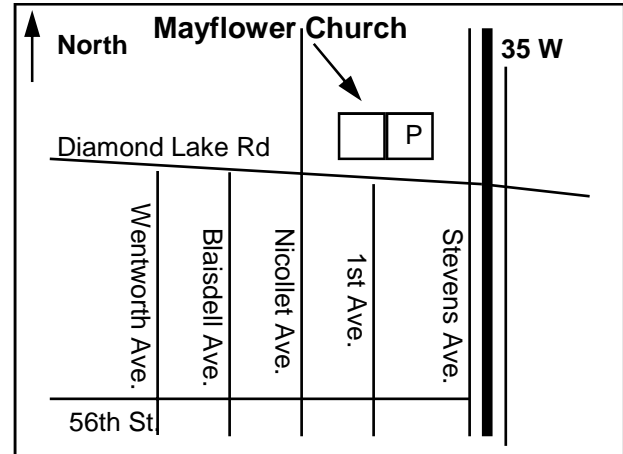 Mayflower Church
North
35 W
P
Diamond Lake Rd
Wentworth Ave.
Blaisdell Ave.
Nicollet Ave.
1st Ave.
Stevens Ave.
56th St.